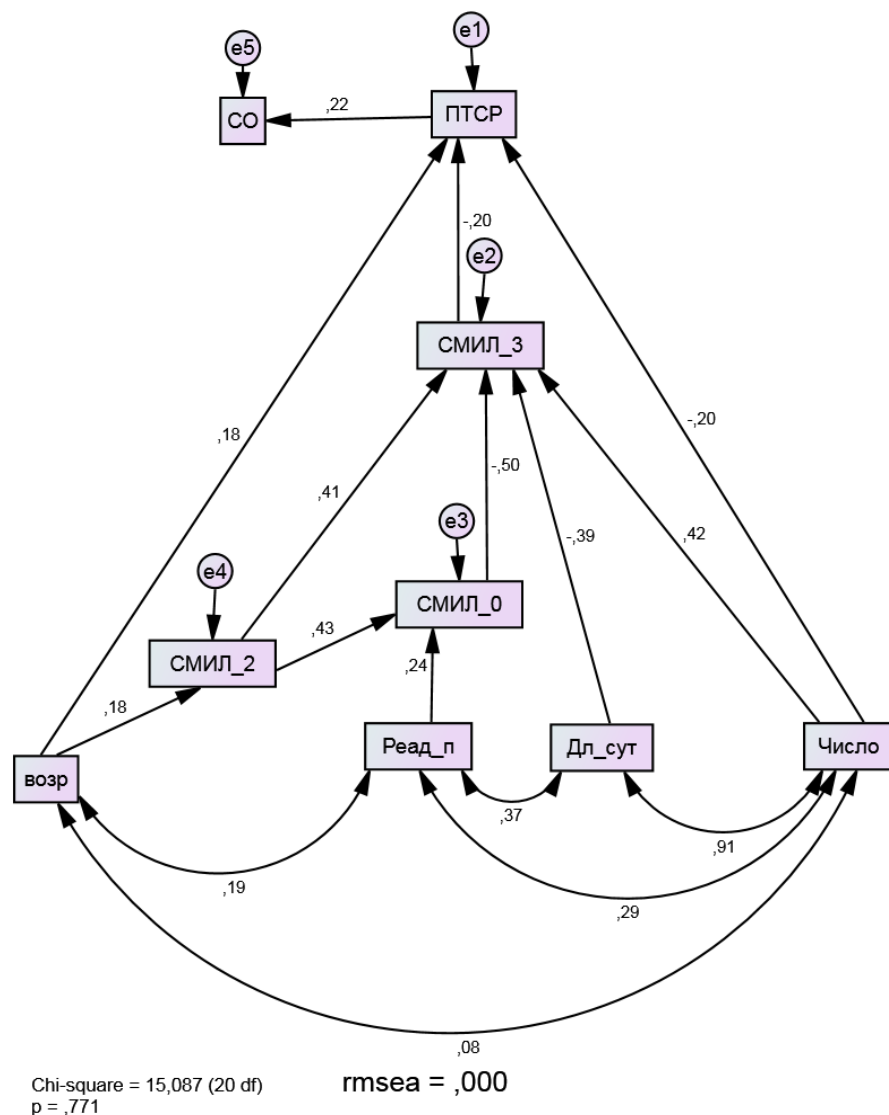 e1
e5
,22
СО
ПТСР
-,20
e2
СМИЛ_3
,18
-,20
,41
-,50
-,39
,42
e3
e4
СМИЛ_0
,43
СМИЛ_2
,24
,18
Реад_п
Дл_сут
Число
возр
,37
,91
,19
,29
,08
Chi-square = 15,087 (20 df)
p = ,771
rmsea = ,000